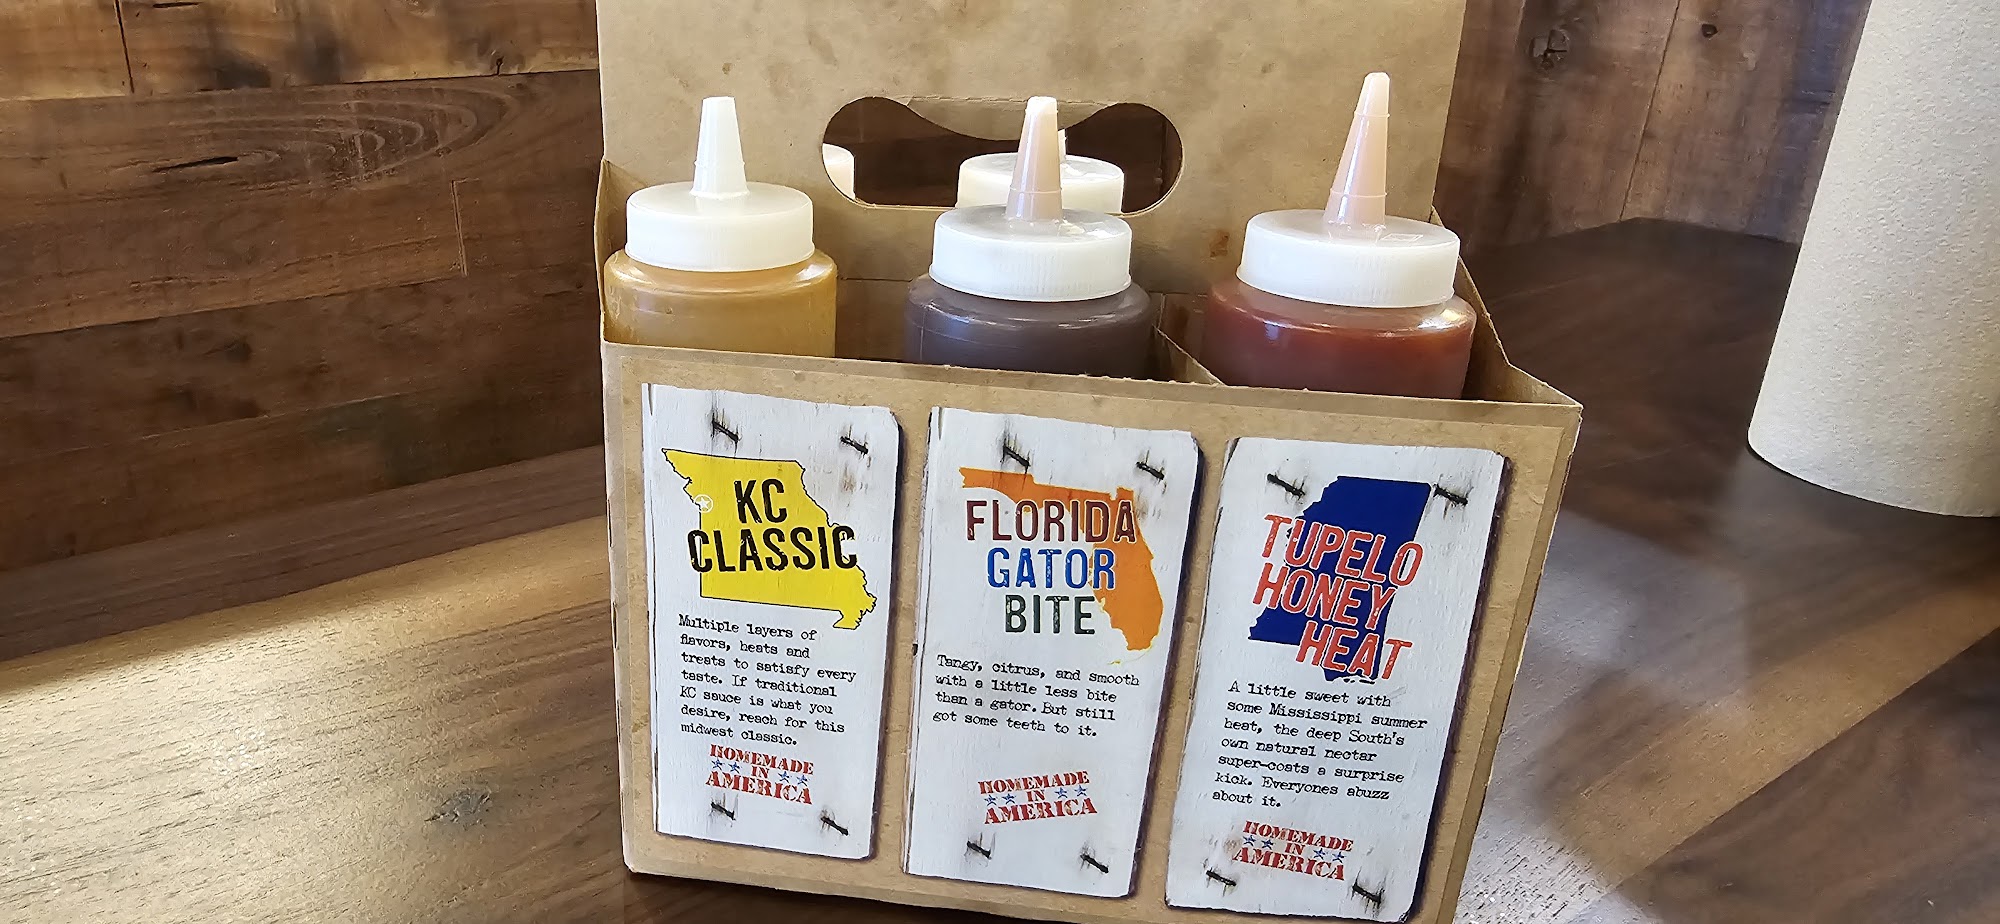 KC
CLASSIC
Multiple layers of
flavors, heats and
treats to satisfy every
taste. If traditional
KC sauce is what you
desire, reach for this
midwest classic.
HOMEMADE
IN
AMERICA
FLORIDA
GATOR
BITE
Tangy, citrus, and smooth
with a little less bite
than a gator. But still
got some teeth to it.
HOMEMADE
IN
AMERICA
TUPELO
HONEY
HEAT
A little sweet with
some Mississippi summer
heat, the deep South's
own natural nectar
super-coats a surprise
kick. Everyones abuzz
about it.
HOMEMADE
IN
AMERICA